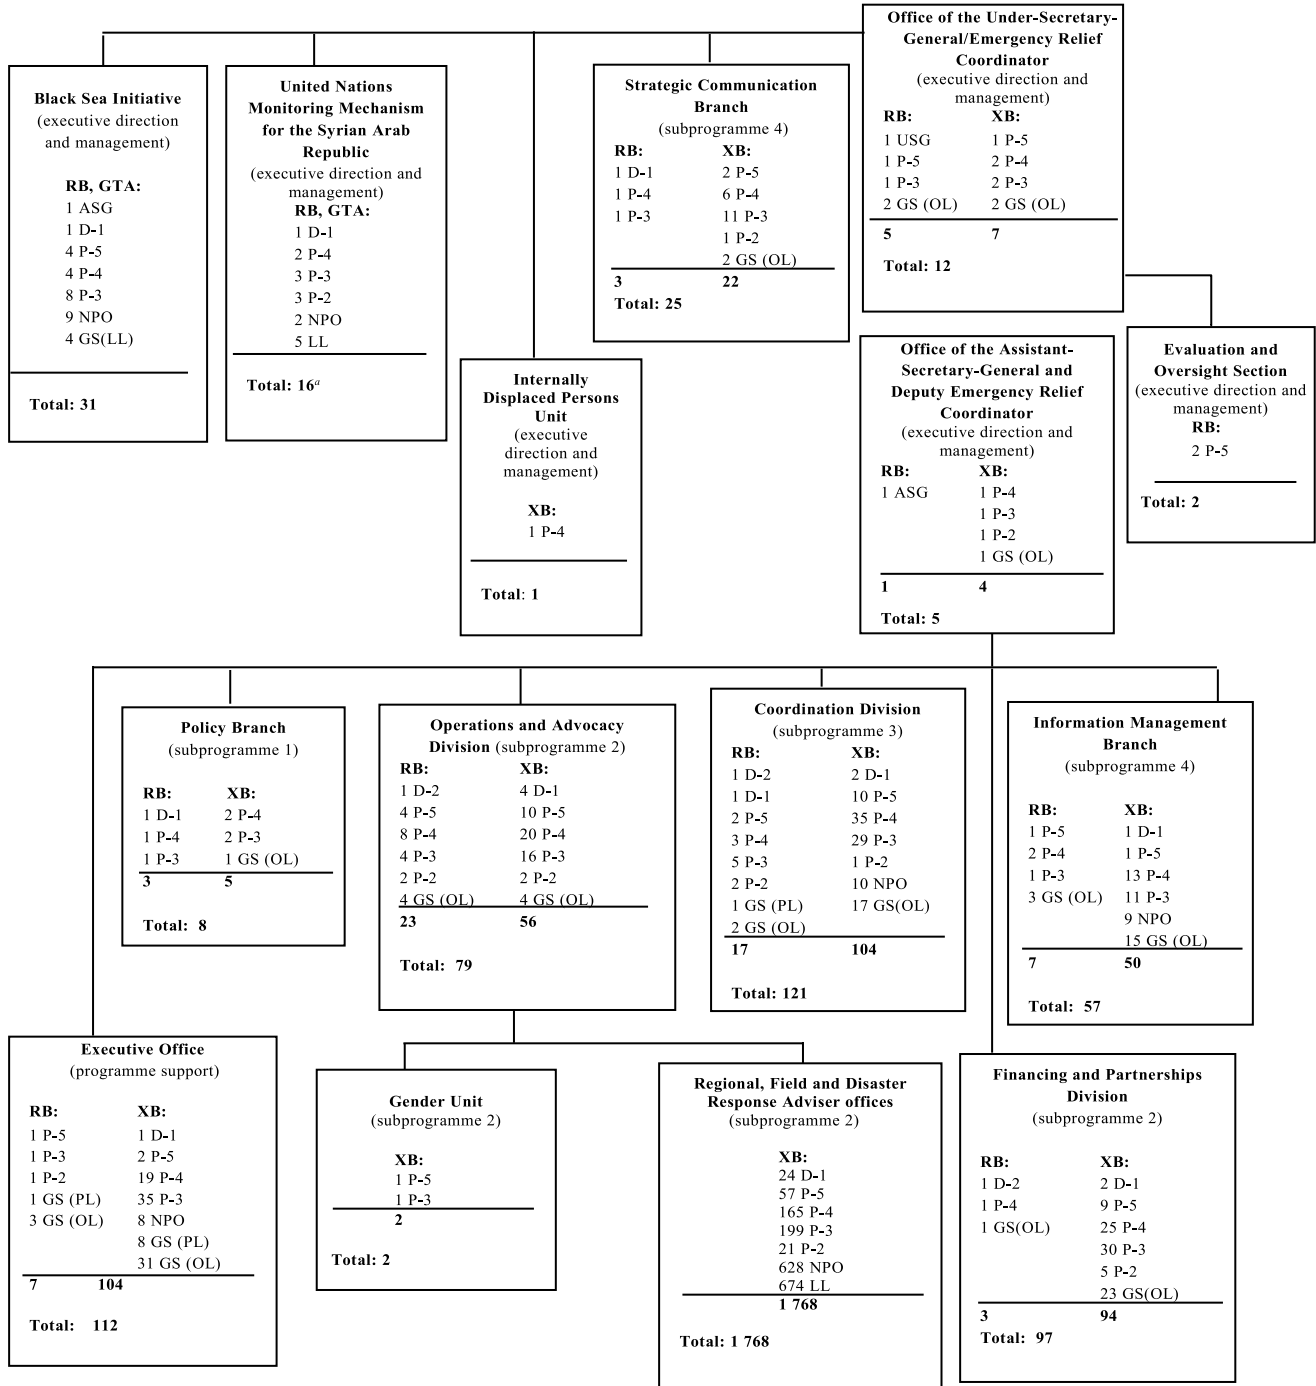 Office of the Under-Secretary-
General/Emergency Relief
Coordinator
(executive direction and
management)
RB: XB:
1 USG 1 P-5
1 P-5 2 P-4
1 P-3 2 P-3
2 GS (OL) 2 GS (OL)
5 7
Total: 12
Black Sea Initiative
(executive direction
and management)
RB, GTA:
1 ASG
1 D-1
4 P-5
4 P-4
8 P-3
9 NPO
4 GS(LL)
Total: 31
United Nations
Monitoring Mechanism
for the Syrian Arab
Republic
(executive direction and
management)
RB, GTA:
1 D-1
2 P-4
3 P-3
3 P-2
2 NPO
5 LL
Total: 16a
Internally
Displaced Persons
Unit
(executive
direction and
management)
XB:
1 P-4
Total: 1
Strategic Communication
Branch
(subprogramme 4)
RB: XB:
1 D-1 2 P-5
1 P-4 6 P-4
1 P-3 11 P-3
1 P-2
2 GS (OL)
3 22
Total: 25
Office of the Assistant-
Secretary-General and
Deputy Emergency Relief
Coordinator
(executive direction and
management)
RB: XB:
1 ASG 1 P-4
1 P-3
1 P-2
1 GS (OL)
1 4
Total: 5
Evaluation and
Oversight Section
(executive direction and
management)
RB:
2 P-5
Total: 2
Policy Branch
(subprogramme 1)
RB: XB:
1 D-1 2 P-4
1 P-4 2 P-3
1 P-3 1 GS (OL)
3 5
Total: 8
Operations and Advocacy
Division (subprogramme 2)
RB: XB:
1 D-2 4 D-1
4 P-5 10 P-5
8 P-4 20 P-4
4 P-3 16 P-3
2 P-2 2 P-2
4 GS (OL) 4 GS (OL)
23 56
Total: 79
Coordination Division
(subprogramme 3)
RB: XB:
1 D-2 2 D-1
1 D-1 10 P-5
2 P-5 35 P-4
3 P-4 29 P-3
5 P-3 1 P-2
2 P-2 10 NPO
1 GS (PL) 17 GS(OL)
2 GS (OL)
17 104
Total: 121
Information Management
Branch
(subprogramme 4)
RB: XB:
1 P-5 1 D-1
2 P-4 1 P-5
1 P-3 13 P-4
3 GS (OL) 11 P-3
9 NPO
15 GS (OL)
7 50
Total: 57
Executive Office
(programme support)
RB: XB:
1 P-5 1 D-1
1 P-3 2 P-5
1 P-2 19 P-4
1 GS (PL) 35 P-3
3 GS (OL) 8 NPO
8 GS (PL)
31 GS (OL)
7 104
Total: 112
Gender Unit
(subprogramme 2)
XB:
1 P-5
1 P-3
2
Total: 2
Regional, Field and Disaster
Response Adviser offices
(subprogramme 2)
XB:
24 D-1
57 P-5
165 P-4
199 P-3
21 P-2
628 NPO
674 LL
1 768
Total: 1 768
Financing and Partnerships
Division
(subprogramme 2)
RB: XB:
1 D-2 2 D-1
1 P-4 9 P-5
1 GS(OL) 25 P-4
30 P-3
5 P-2
23 GS(OL)
3 94
Total: 97